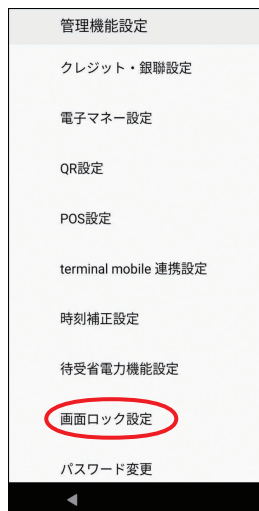 管理機能設定
クレジット・銀聯設定
電子マネー設定
QR設定
POS設定
terminal mobile 連携設定
時刻補正設定
待受省電力機能設定
画面ロック設定
パスワード変更